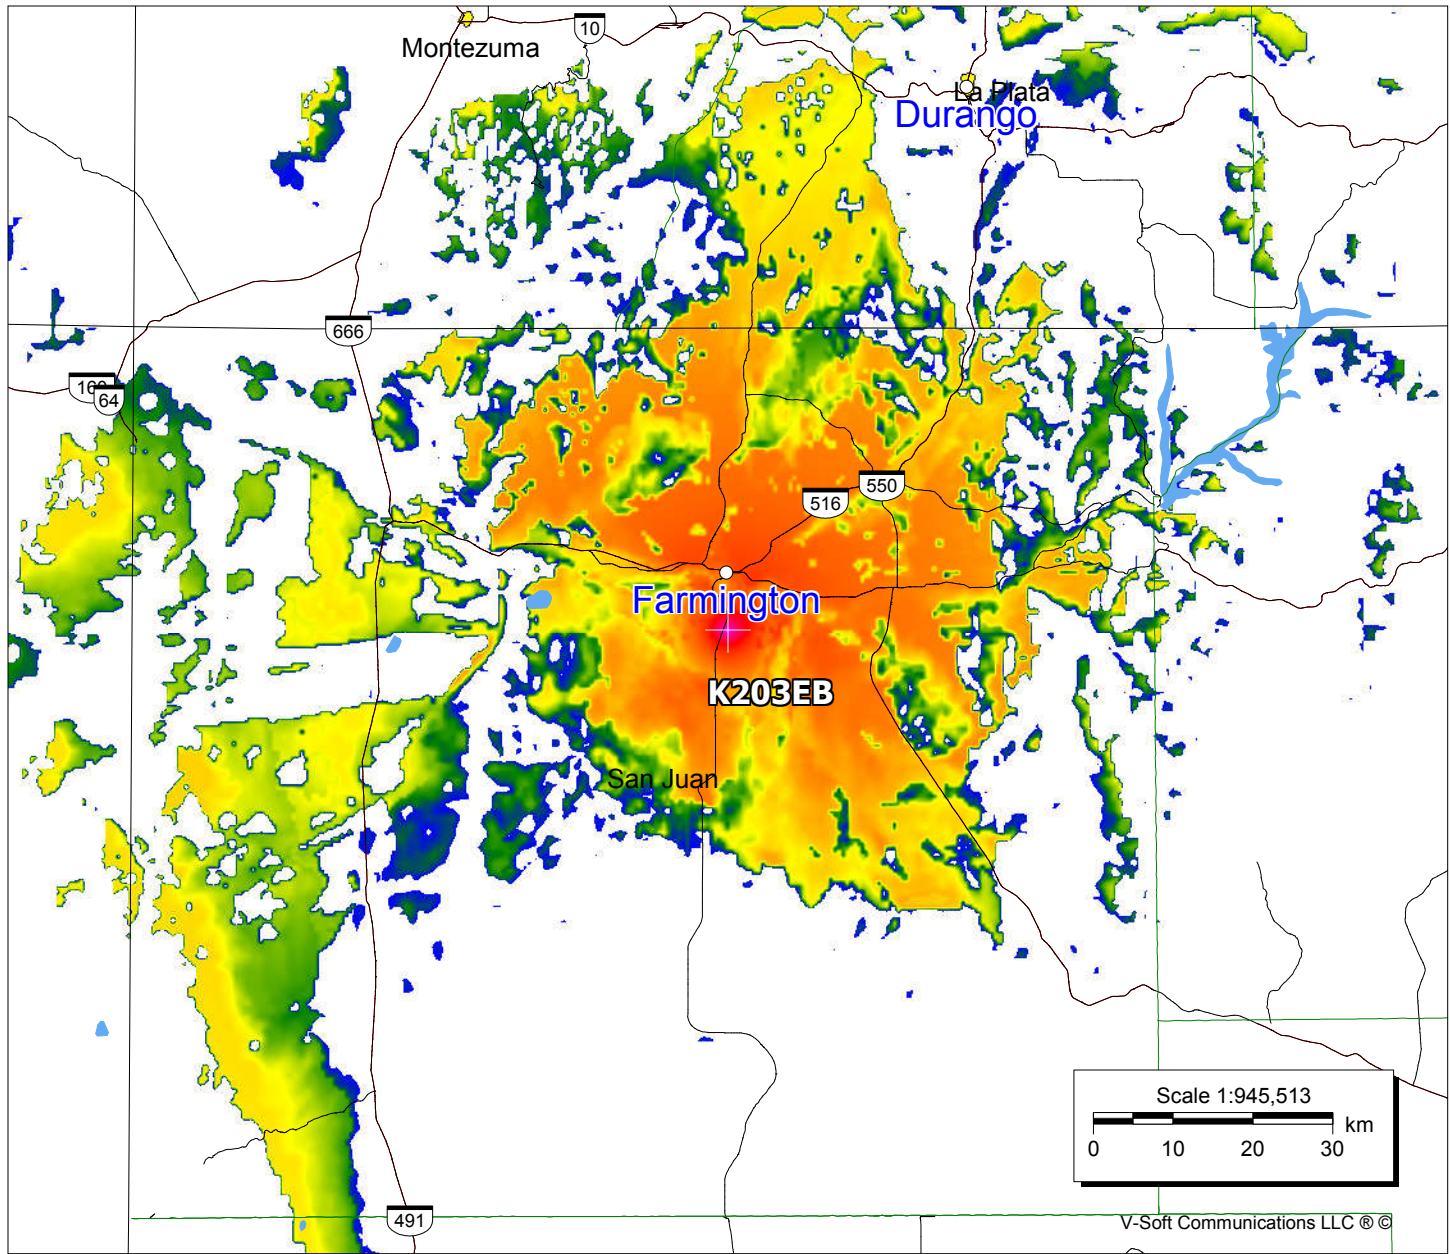 10
Montezuma
La Plata
Durango
666
160
64
550
516
Farmington
K203EB
San Juan
Scale 1:945,513
km
0 10 20 30
491
V-Soft Communications LLC ® ©